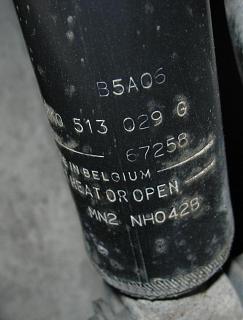 B5A06
513 029 G
67258
IN BELGIUM
HEAT OR OPEN
MN2 NH0428